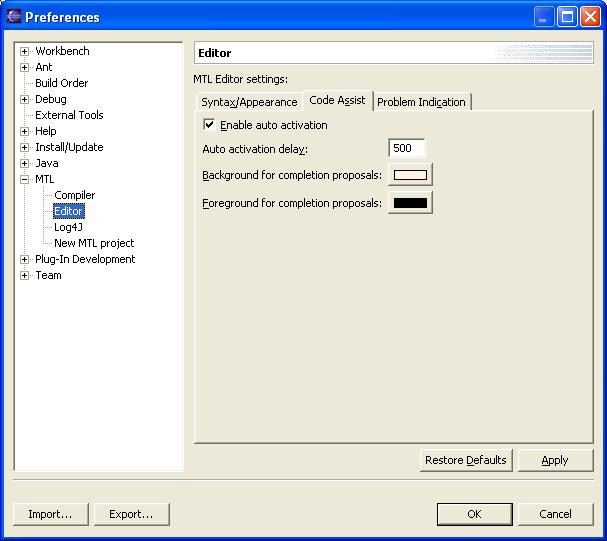 Preferences
Workbench
Ant
Build Order
Debug
External Tools
Help
Install/Update
Java
MTL
Compiler
Editor
Log4J
New MTL project
Plug-In Development
Team
Editor
MTL Editor settings:
Syntax/Appearance Code Assist Problem Indication
Enable auto activation
Auto activation delay: 500
Background for completion proposals:
Foreground for completion proposals:
Restore Defaults Apply
Import... Export... OK Cancel